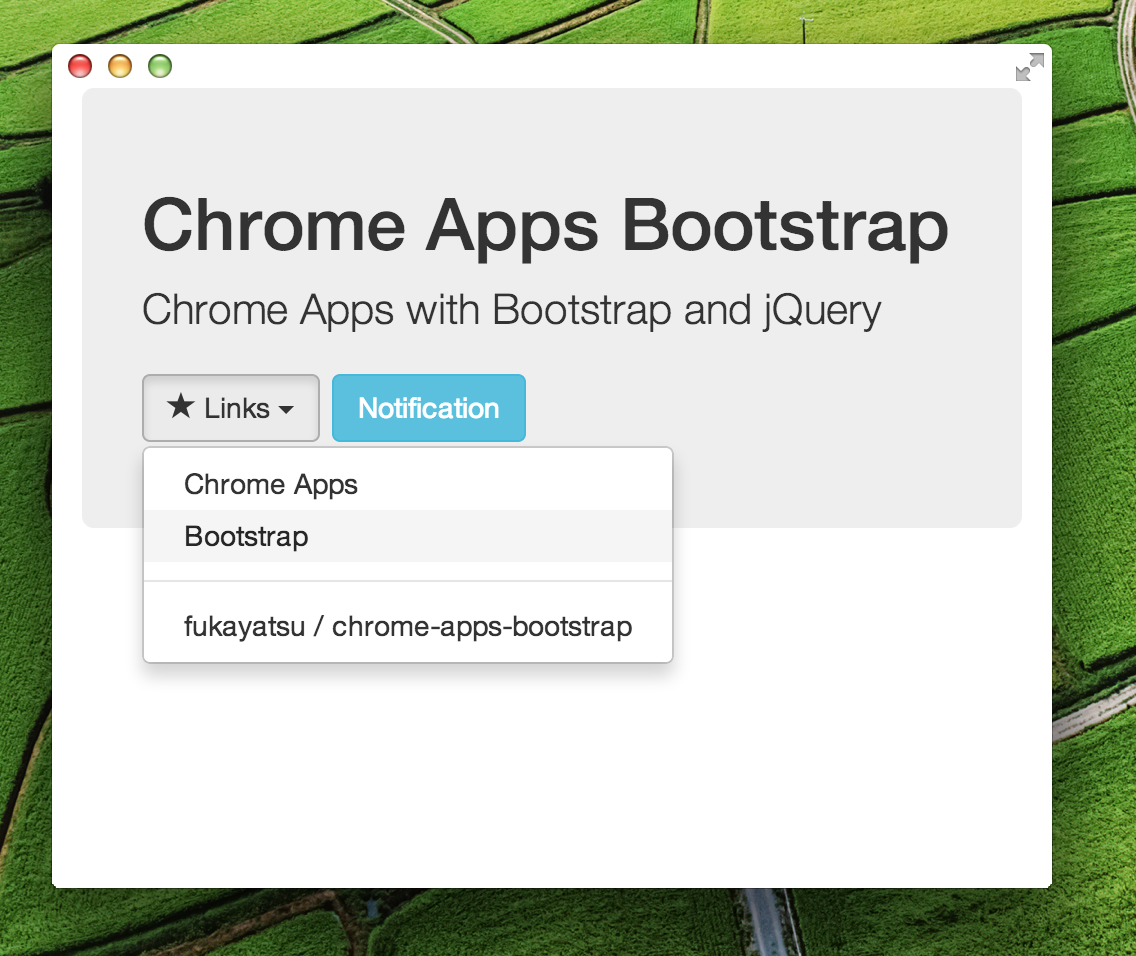 Chrome Apps Bootstrap
Chrome Apps with Bootstrap and jQuery
★ Links
Notification
Chrome Apps
Bootstrap
fukayatsu / chrome-apps-bootstrap